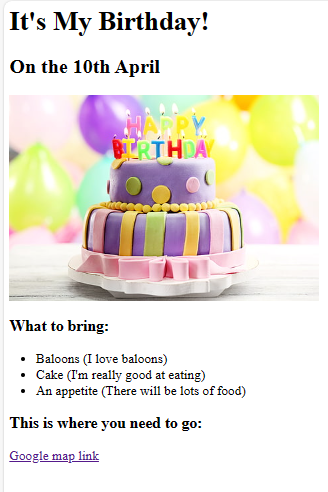 It's My Birthday!
On the 10th April
HAPPY
BIRTHDAY
What to bring:
Baloons (I love baloons)
Cake (I'm really good at eating)
An appetite (There will be lots of food)
This is where you need to go:
Google map link